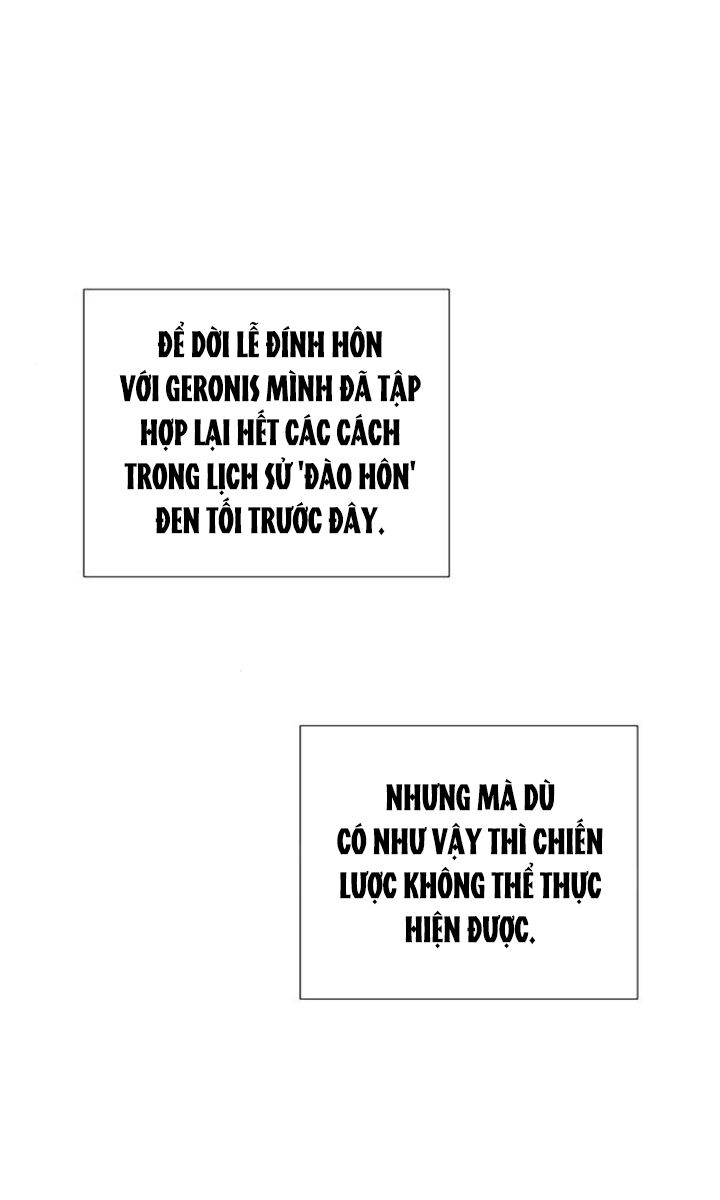 ĐỂ DỜI LỄ ĐÍNH HÔN
VỚI GERONIS MÌNH ĐÃ TẬP
HỢP LẠI HẾT CÁC CÁCH
TRONG LỊCH SỬ 'ĐÀO HÔN'
ĐEN TỐI TRƯỚC ĐÂY.
NHƯNG MÀ DÙ
CÓ NHƯ VẬY THÌ CHIẾN
LƯỢC KHÔNG THỂ THỰC
HIỆN ĐƯỢC.